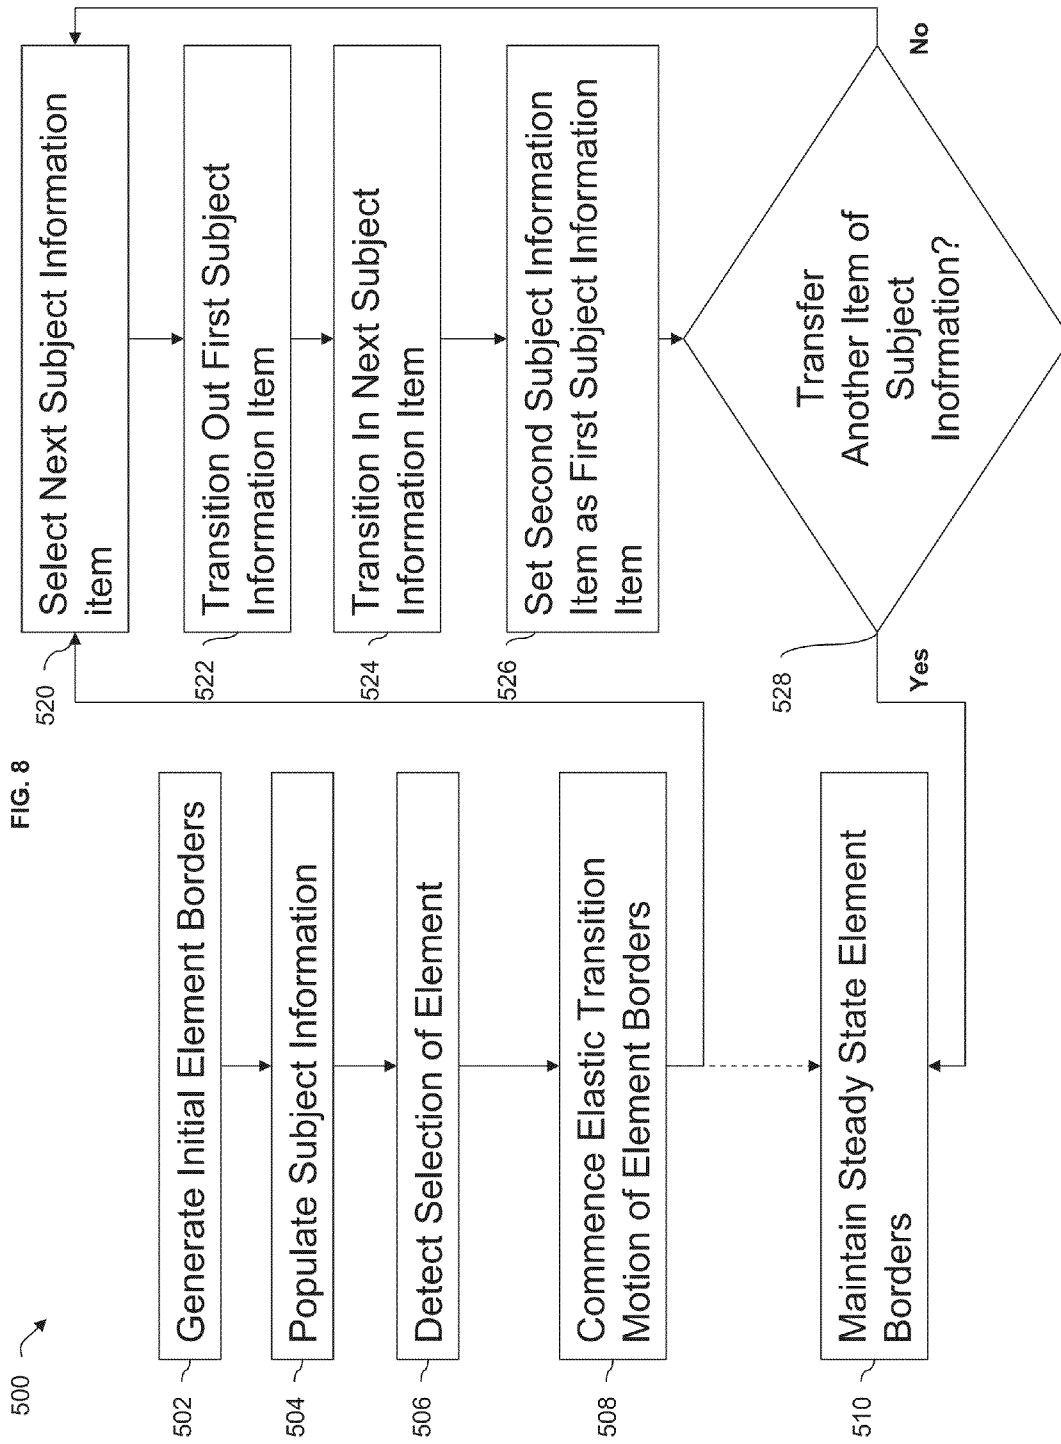 FIG. 8
500
502
Generate Initial Element Borders
504
Populate Subject Information
506
Detect Selection of Element
508
Commence Elastic Transition
Motion of Element Borders
510
Maintain Steady State Element
Borders
520
Select Next Subject Information
item
522
Transition Out First Subject
Information Item
524
Transition In Next Subject
Information Item
526
Set Second Subject Information
Item as First Subject Information
Item
528
Transfer
Another Item of
Subject
Inofrmation?
Yes
No